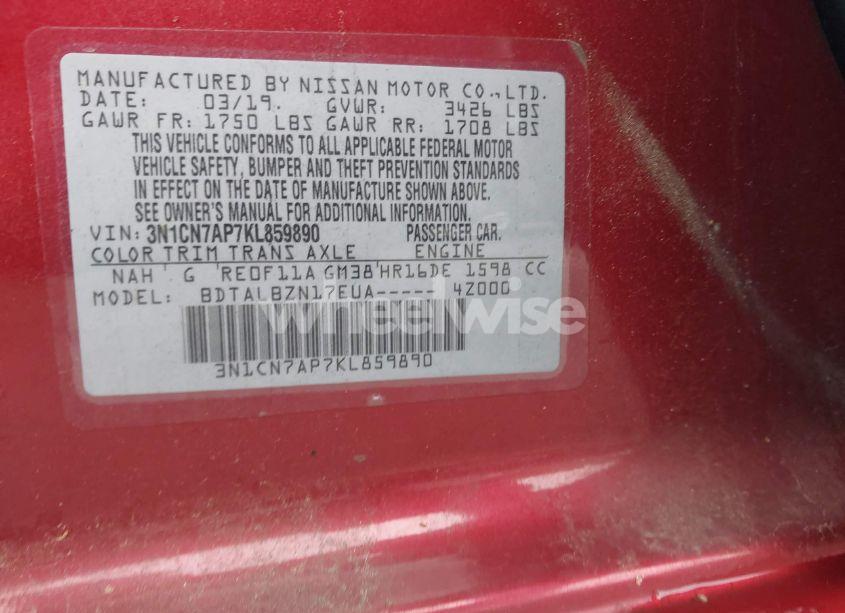 MANUFACTURED BY NISSAN MOTOR CO.,LTD.
DATE: 03/19. GVWR: 3426 LBS
GAWR FR: 1750 LBS GAWR RR: 1708 LBS
THIS VEHICLE CONFORMS TO ALL APPLICABLE FEDERAL MOTOR
VEHICLE SAFETY, BUMPER AND THEFT PREVENTION STANDARDS
IN EFFECT ON THE DATE OF MANUFACTURE SHOWN ABOVE.
SEE OWNER'S MANUAL FOR ADDITIONAL INFORMATION.
VIN: 3N1CN7AP7KL859890 PASSENGER CAR.
COLOR TRIM TRANS AXLE ENGINE
NAH G RE0F11A GM38 HR16DE 1598 CC
MODEL: BDTALBZN17EUA----- 4Z000
wheelwise
3N1CN7AP7KL859890